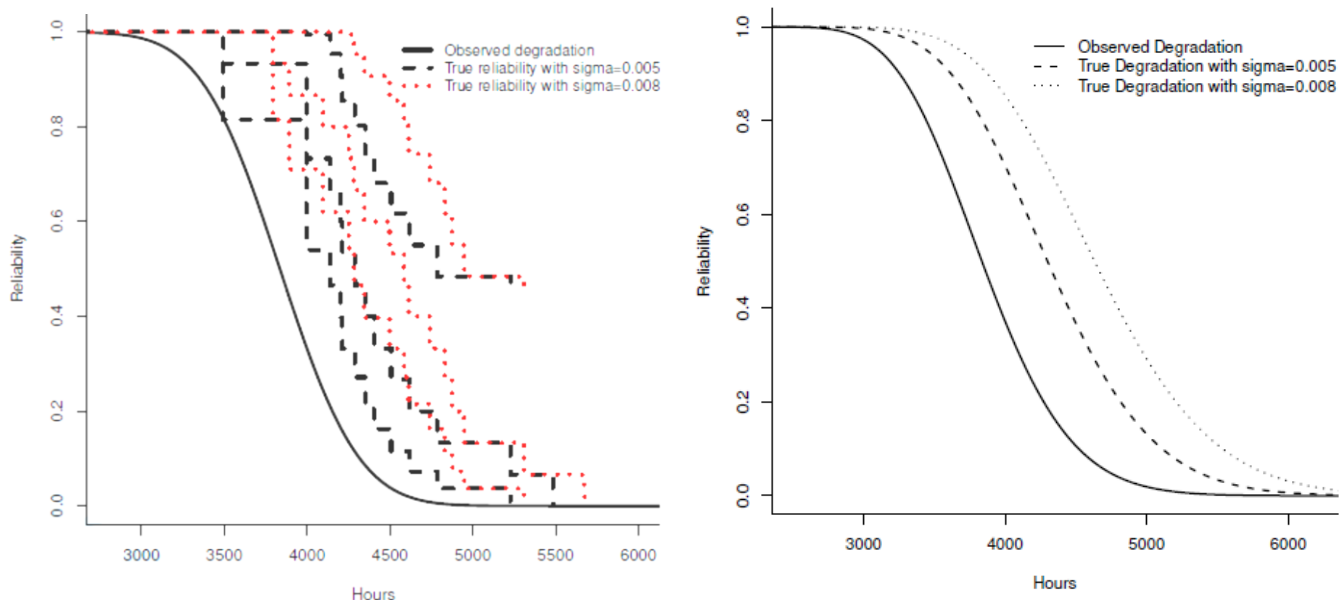 Observed degradation
True reliability with sigma=0.005
True reliability with sigma=0.008
Reliability
0.0
0.2
0.4
0.6
0.8
1.0
3000 3500 4000 4500 5000 5500 6000
Hours
Observed Degradation
True Degradation with sigma=0.005
True Degradation with sigma=0.008
Reliability
0.0
0.2
0.4
0.6
0.8
1.0
3000 4000 5000 6000
Hours